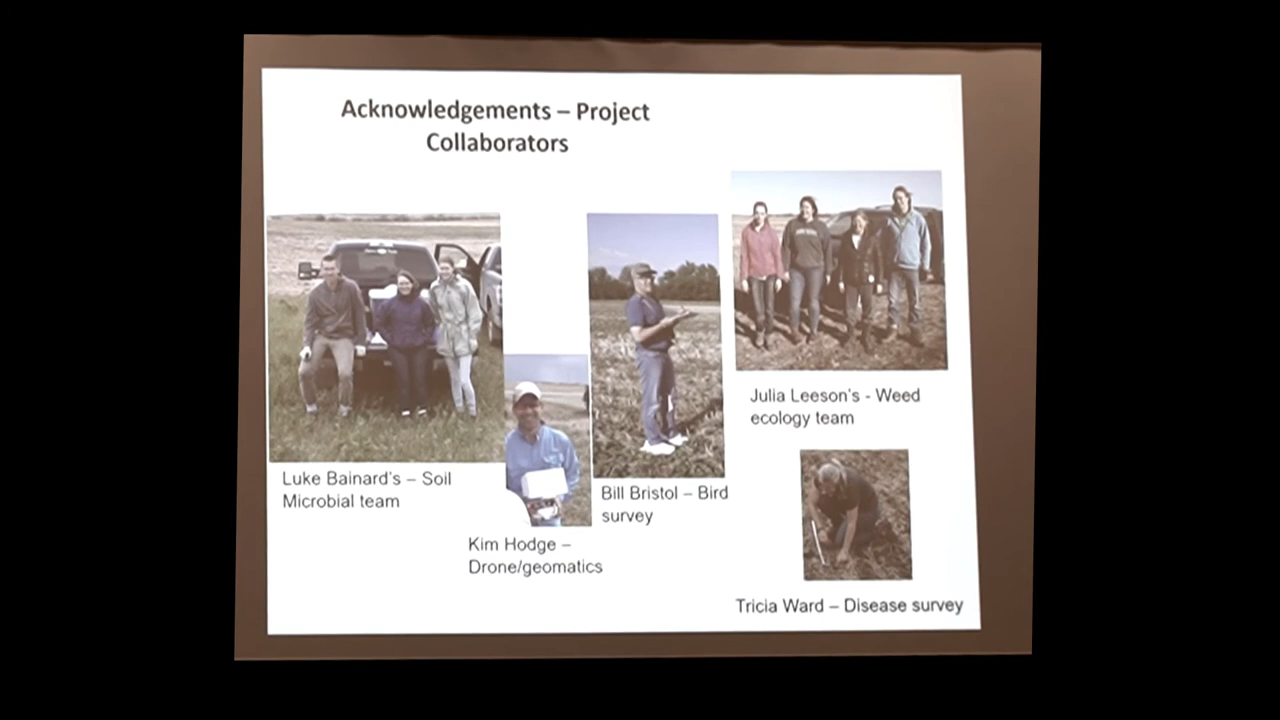 Acknowledgements – Project
Collaborators
Luke Bainard's – Soil
Microbial team
Kim Hodge –
Drone/geomatics
Bill Bristol – Bird
survey
Julia Leeson's - Weed
ecology team
Tricia Ward – Disease survey